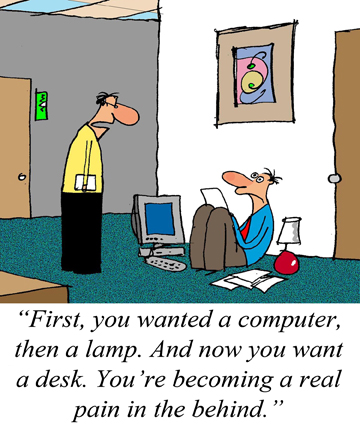 “First, you wanted a computer,
then a lamp. And now you want
a desk. You’re becoming a real
pain in the behind.”